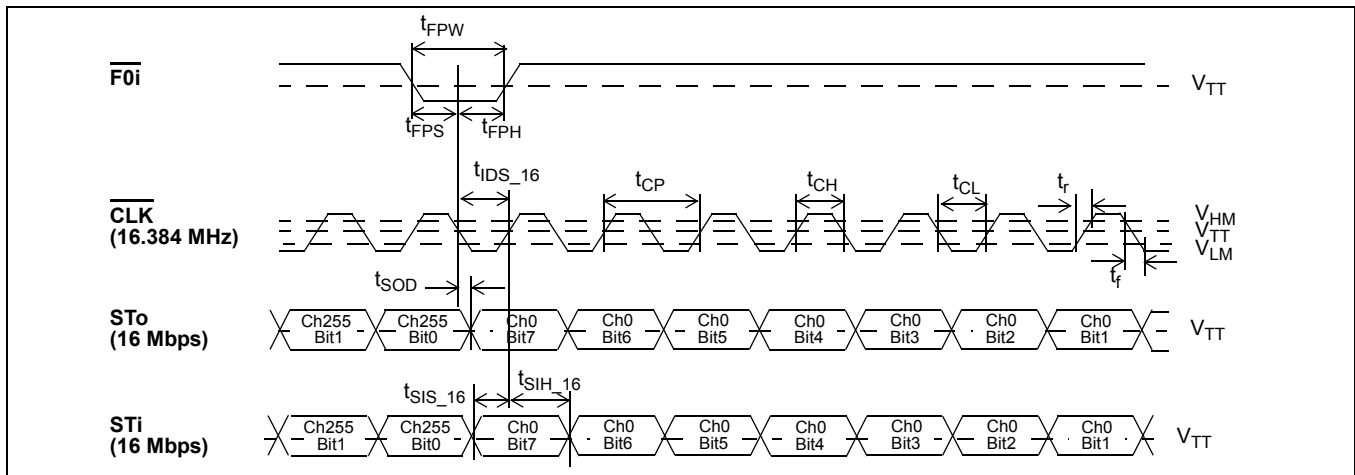 tFPW
F0i
VTT
tFPS tFPH
tIDS_16
tCP tCH tCL tr
CLK
(16.384 MHz)
VHM
VTT
VLM
tf
tSOD
STo
(16 Mbps)
Ch255 Ch255 Ch0 Ch0 Ch0 Ch0 Ch0 Ch0 Ch0
Bit1 Bit0 Bit7 Bit6 Bit5 Bit4 Bit3 Bit2 Bit1
VTT
tSIS_16 tSIH_16
STi
(16 Mbps)
Ch255 Ch255 Ch0 Ch0 Ch0 Ch0 Ch0 Ch0 Ch0
Bit1 Bit0 Bit7 Bit6 Bit5 Bit4 Bit3 Bit2 Bit1
VTT